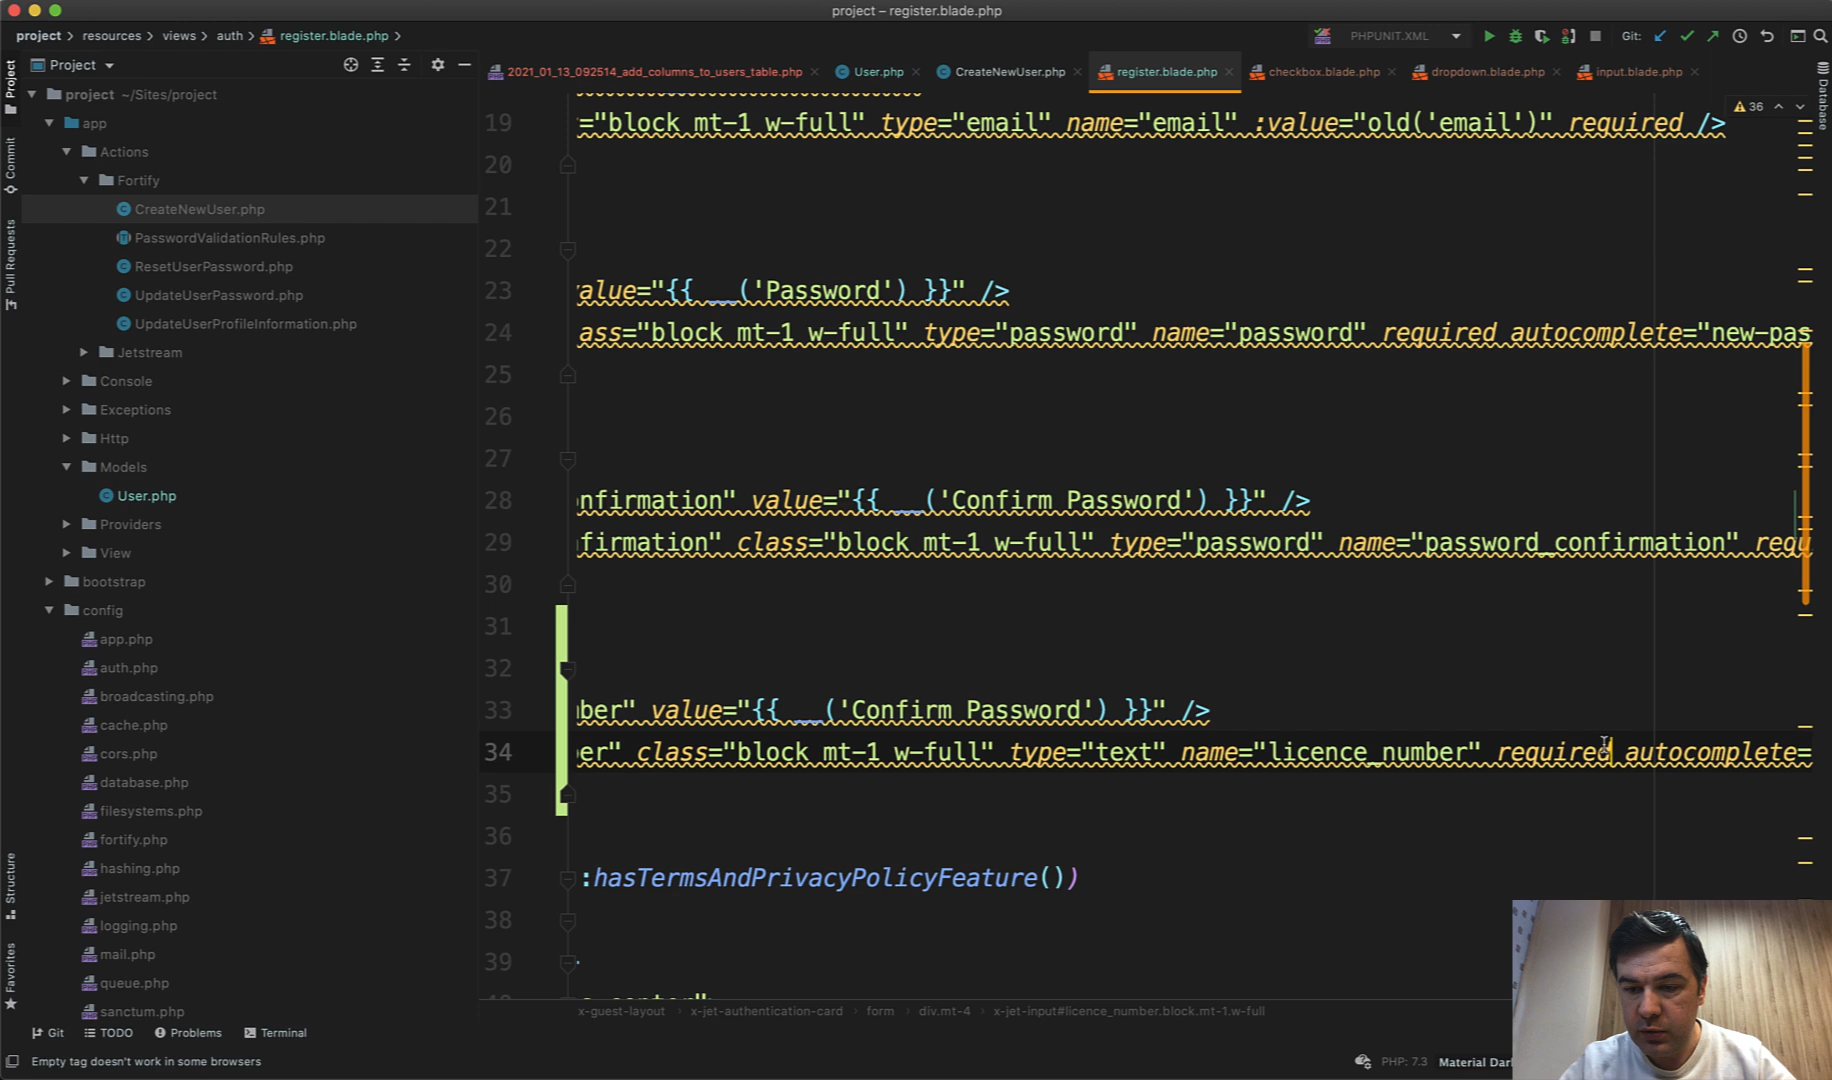 project – register.blade.php
project resources views auth register.blade.php
PHPUNIT.XML Git:
Project
2021_01_13_092514_add_columns_to_users_table.php User.php CreateNewUser.php register.blade.php checkbox.blade.php dropdown.blade.php input.blade.php
Project
Commit
Pull Requests
Structure
Favorites
Database
project ~/Sites/project
app
Actions
Fortify
CreateNewUser.php
PasswordValidationRules.php
ResetUserPassword.php
UpdateUserPassword.php
UpdateUserProfileInformation.php
Jetstream
Console
Exceptions
Http
Models
User.php
Providers
View
bootstrap
config
app.php
auth.php
broadcasting.php
cache.php
cors.php
database.php
filesystems.php
fortify.php
hashing.php
jetstream.php
logging.php
mail.php
queue.php
sanctum.php
36
19 ="block mt-1 w-full" type="email" name="email" :value="old('email')" required />
20
21
22
23 alue="{{ __('Password') }}" />
24 ass="block mt-1 w-full" type="password" name="password" required autocomplete="new-pas
25
26
27
28 nfirmation" value="{{ __('Confirm Password') }}" />
29 firmation" class="block mt-1 w-full" type="password" name="password_confirmation" requ
30
31
32
33 ber" value="{{ __('Confirm Password') }}" />
34 er" class="block mt-1 w-full" type="text" name="licence_number" required autocomplete=
35
36
37 :hasTermsAndPrivacyPolicyFeature())
38
39
x-guest-layout x-jet-authentication-card form div.mt-4 x-jet-input#licence_number.block.mt-1.w-full
Git TODO Problems Terminal
Empty tag doesn't work in some browsers
PHP: 7.3 Material Dar